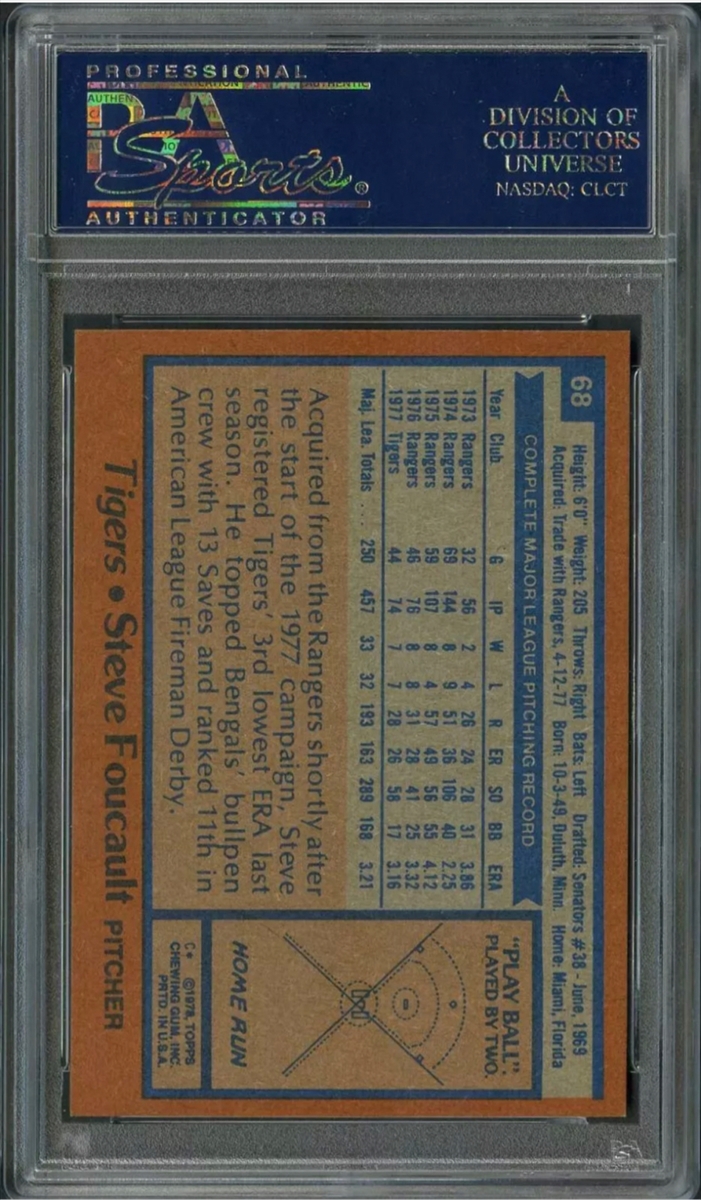 PROFESSIONAL
PSA
Sports®
AUTHENTICATOR
A
DIVISION OF
COLLECTORS
UNIVERSE
NASDAQ: CLCT
68
Height: 6'0" Weight: 205 Throws: Right Bats: Left Drafted: Senators #38 - June, 1969
Acquired: Trade with Rangers, 4-12-77 Born: 10-3-49, Duluth, Minn. Home: Miami, Florida
COMPLETE MAJOR LEAGUE PITCHING RECORD
Year Club G IP W L R ER SO BB ERA
1973 Rangers 32 56 2 4 26 24 28 31 3.86
1974 Rangers 69 144 8 9 51 36 106 40 2.25
1975 Rangers 59 107 8 4 57 49 56 55 4.12
1976 Rangers 46 76 8 8 31 28 41 25 3.32
1977 Tigers 44 74 7 7 28 26 58 17 3.16
Maj. Lea. Totals . . . 250 457 33 32 193 163 289 168 3.21
Acquired from the Rangers shortly after
the start of the 1977 campaign, Steve
registered Tigers' 3rd lowest ERA last
season. He topped Bengals' bullpen
crew with 13 Saves and ranked 11th in
American League Fireman Derby.
"PLAY BALL".
PLAYED BY TWO.
HOME RUN
C* ©1978, TOPPS
CHEWING GUM, INC.
PRTD. IN U.S.A.
Tigers • Steve Foucault PITCHER